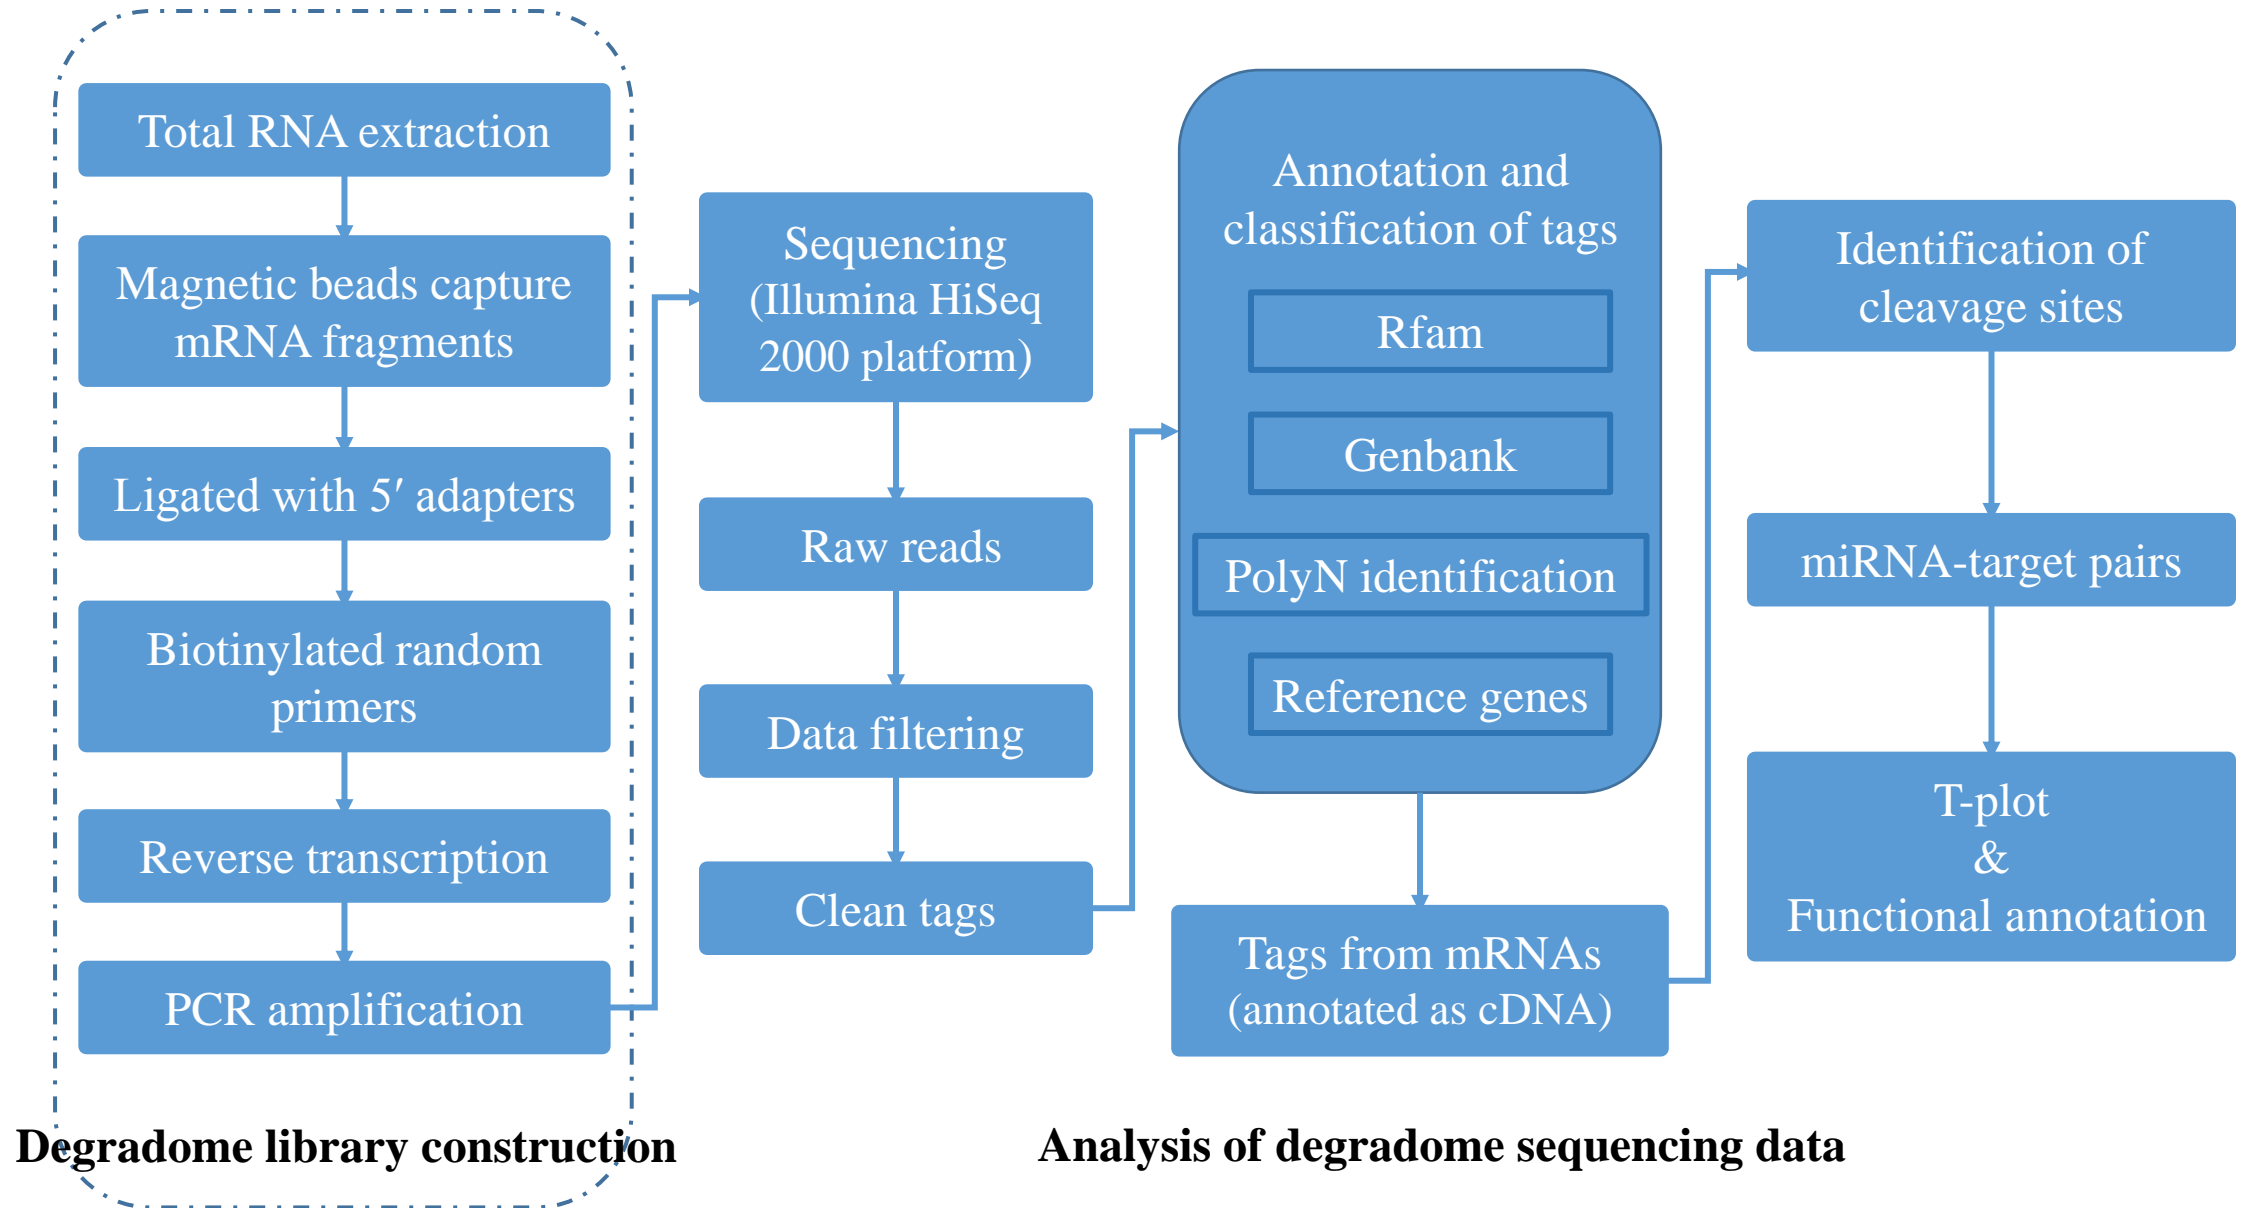 Total RNA extraction
Magnetic beads capture
mRNA fragments
Ligated with 5′ adapters
Biotinylated random
primers
Reverse transcription
PCR amplification
Degradome library construction
Sequencing
(Illumina HiSeq
2000 platform)
Raw reads
Data filtering
Clean tags
Annotation and
classification of tags
Rfam
Genbank
PolyN identification
Reference genes
Tags from mRNAs
(annotated as cDNA)
Identification of
cleavage sites
miRNA-target pairs
T-plot
&
Functional annotation
Analysis of degradome sequencing data